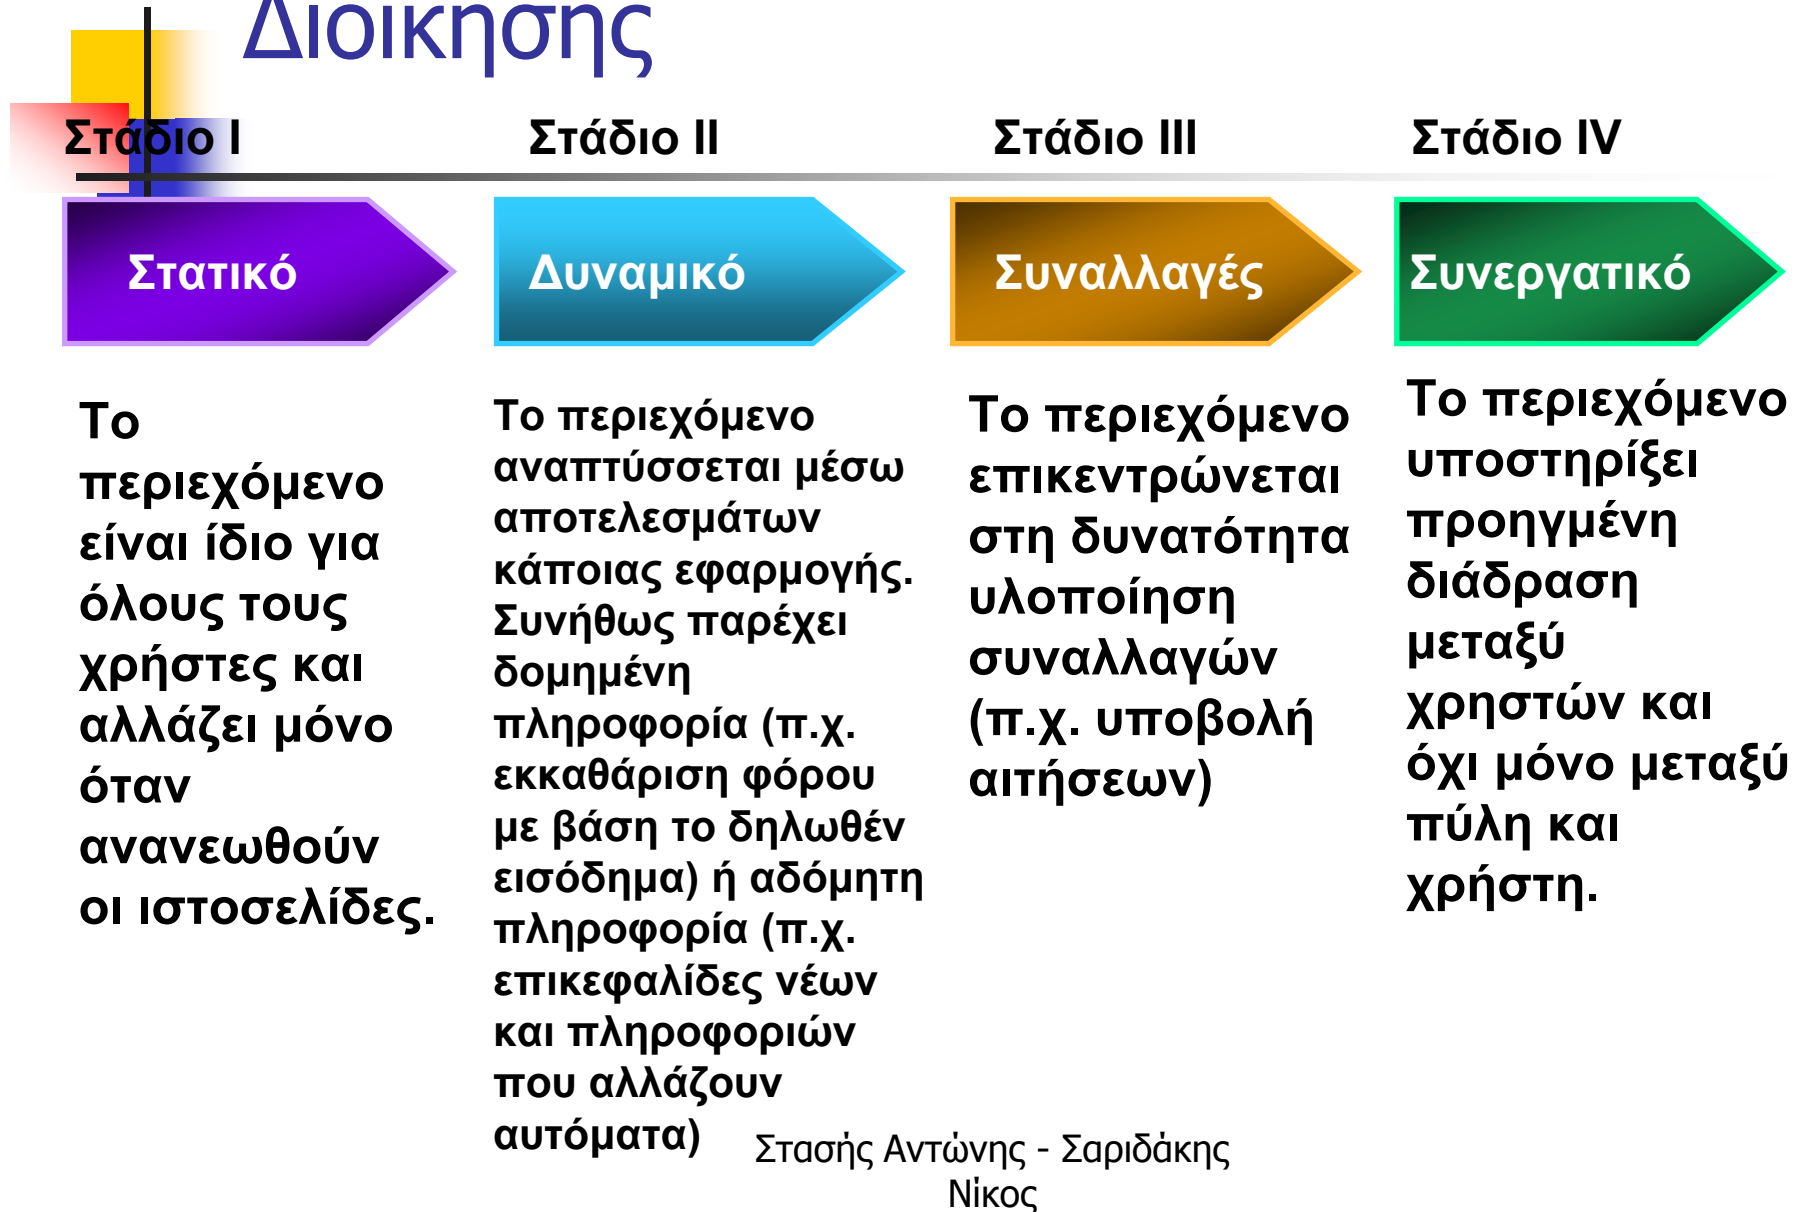 Διοίκησης
Στάδιο I
Στάδιο II
Στάδιο III
Στάδιο IV
Στατικό
Δυναμικό
Συναλλαγές
Συνεργατικό
Το
περιεχόμενο
είναι ίδιο για
όλους τους
χρήστες και
αλλάζει μόνο
όταν
ανανεωθούν
οι ιστοσελίδες.
Το περιεχόμενο
αναπτύσσεται μέσω
αποτελεσμάτων
κάποιας εφαρμογής.
Συνήθως παρέχει
δομημένη
πληροφορία (π.χ.
εκκαθάριση φόρου
με βάση το δηλωθέν
εισόδημα) ή αδόμητη
πληροφορία (π.χ.
επικεφαλίδες νέων
και πληροφοριών
που αλλάζουν
αυτόματα)
Το περιεχόμενο
επικεντρώνεται
στη δυνατότητα
υλοποίηση
συναλλαγών
(π.χ. υποβολή
αιτήσεων)
Το περιεχόμενο
υποστηρίξει
προηγμένη
διάδραση
μεταξύ
χρηστών και
όχι μόνο μεταξύ
πύλη και
χρήστη.
Στασής Αντώνης - Σαριδάκης
Νίκος